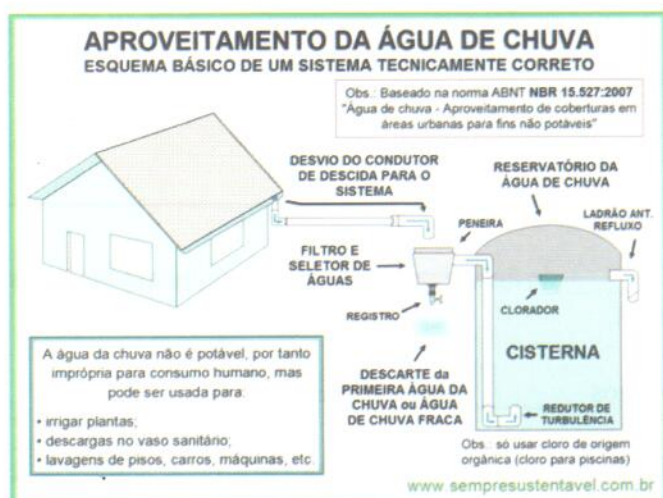 APROVEITAMENTO DA ÁGUA DE CHUVA
ESQUEMA BÁSICO DE UM SISTEMA TECNICAMENTE CORRETO
Obs.: Baseado na norma ABNT NBR 15.527:2007
"Água de chuva - Aproveitamento de coberturas em
áreas urbanas para fins não potáveis"
DESVIO DO CONDUTOR
DE DESCIDA PARA O
SISTEMA
RESERVATÓRIO DA
ÁGUA DE CHUVA
LADRÃO ANT.
REFLUXO
PENEIRA
FILTRO E
SELETOR DE
ÁGUAS
REGISTRO
CLORADOR
CISTERNA
DESCARTE da
PRIMEIRA ÁGUA DA
CHUVA ou ÁGUA
DE CHUVA FRACA
REDUTOR DE
TURBULÊNCIA
A água da chuva não é potável, por tanto
imprópria para consumo humano, mas
pode ser usada para:
• irrigar plantas;
• descargas no vaso sanitário;
• lavagens de pisos, carros, máquinas, etc
Obs.: só usar cloro de origem
orgânica (cloro para piscinas)
www.sempresustentavel.com.br